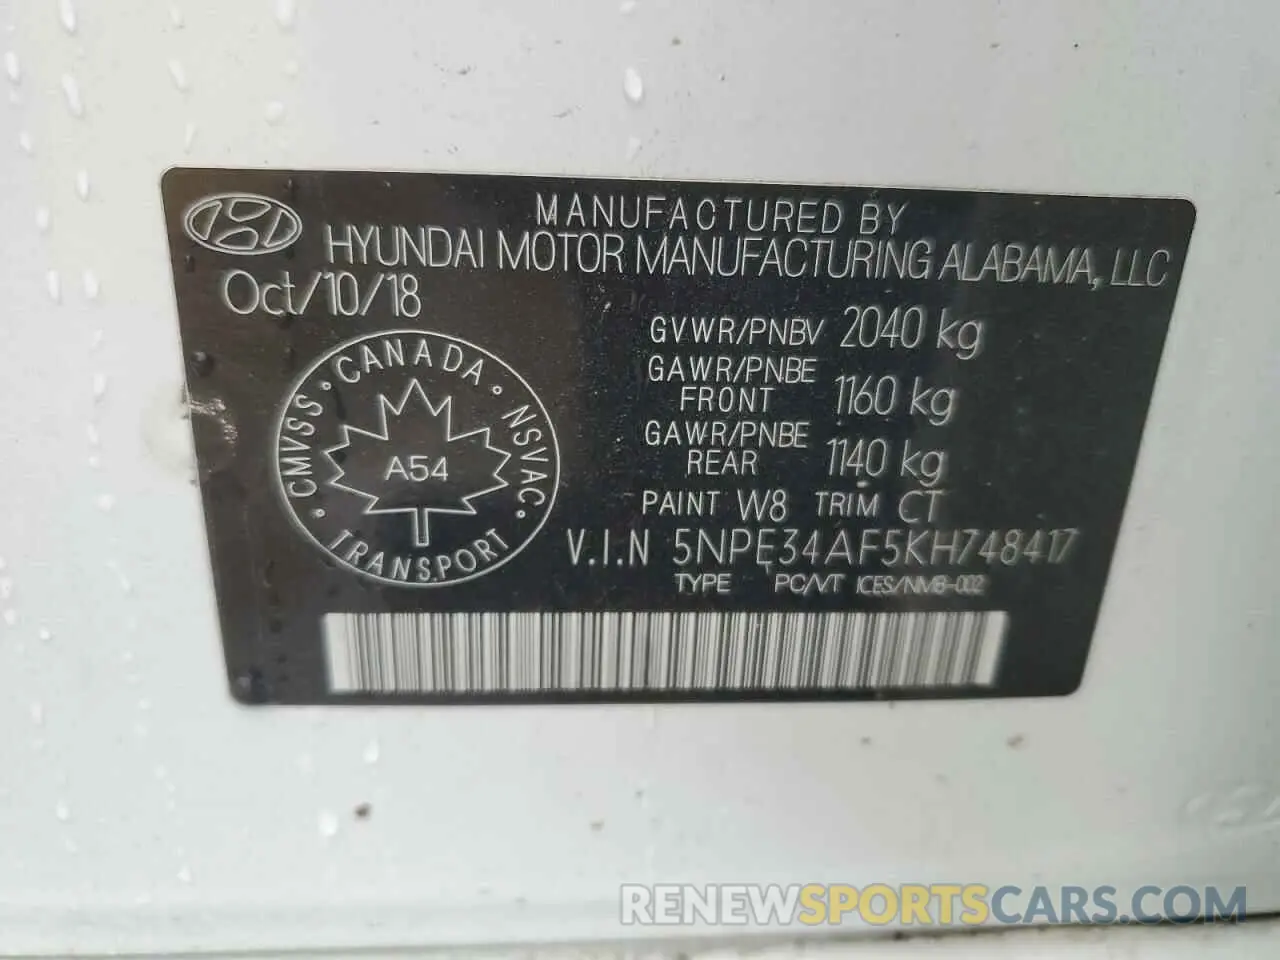 MANUFACTURED BY
HYUNDAI MOTOR MANUFACTURING ALABAMA, LLC
Oct/10/18
GVWR/PNBV 2040 kg
GAWR/PNBE FRONT 1160 kg
GAWR/PNBE REAR 1140 kg
PAINT W8 TRIM CT
V.I.N 5NPE34AF5KH748417
TYPE PC/VT ICES/NMB-002
CANADA
CMVSS · NSVAC
A54
TRANSPORT
RENEWSPORTSCARS.COM